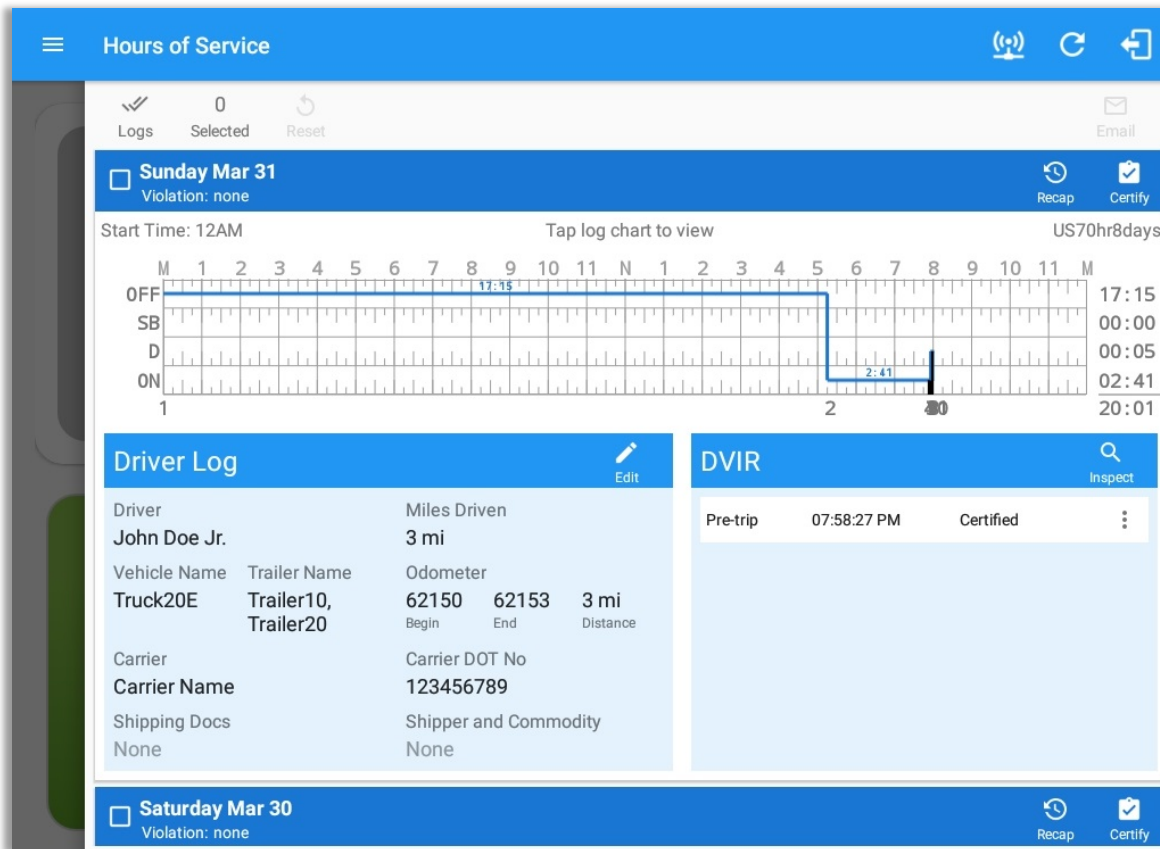 Hours of Service
Logs 0 Selected Reset Email
Sunday Mar 31
Violation: none
Recap Certify
Start Time: 12AM Tap log chart to view US70hr8days
M 1 2 3 4 5 6 7 8 9 10 11 N 1 2 3 4 5 6 7 8 9 10 11 M
OFF 17:15 17:15
SB 00:00
D 00:05
ON 2:41 02:41
1 2 20:01
Driver Log Edit
Driver Miles Driven
John Doe Jr. 3 mi
Vehicle Name Trailer Name Odometer
Truck20E Trailer10, 62150 62153 3 mi
Trailer20 Begin End Distance
Carrier Carrier DOT No
Carrier Name 123456789
Shipping Docs Shipper and Commodity
None None
DVIR Inspect
Pre-trip 07:58:27 PM Certified
Saturday Mar 30
Violation: none
Recap Certify